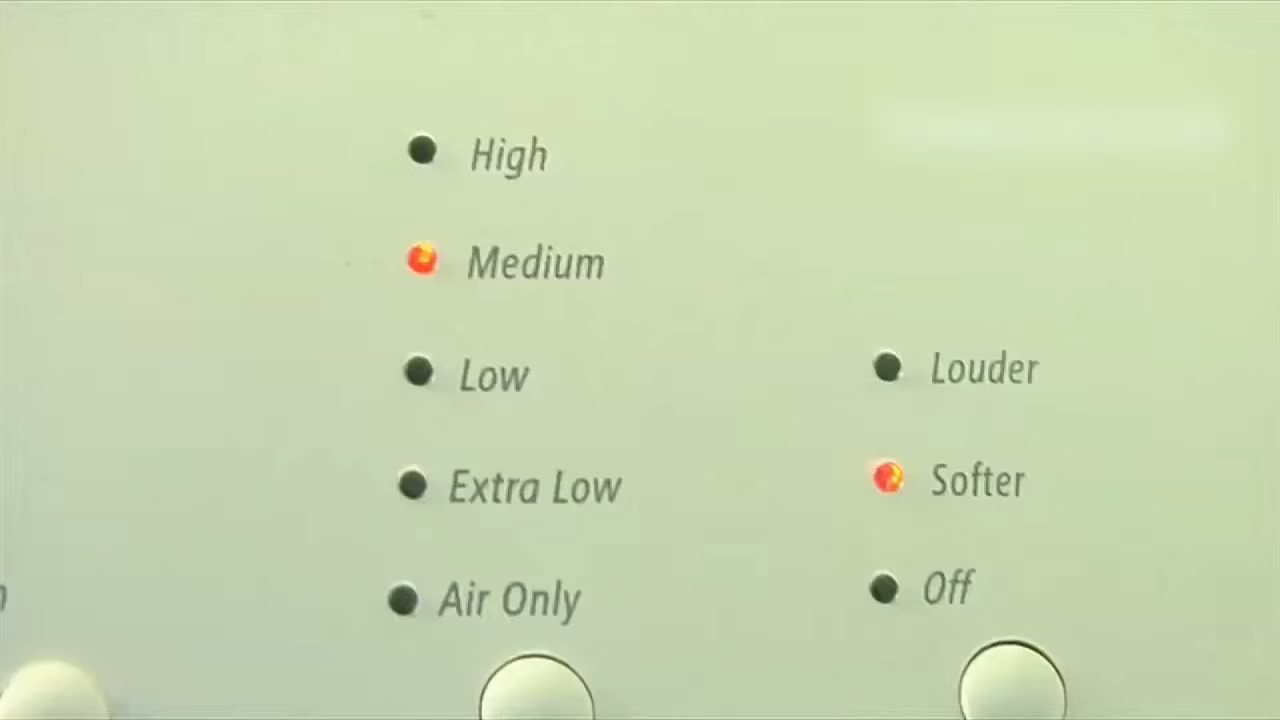 High
Medium
Low
Extra Low
Air Only
Louder
Softer
Off